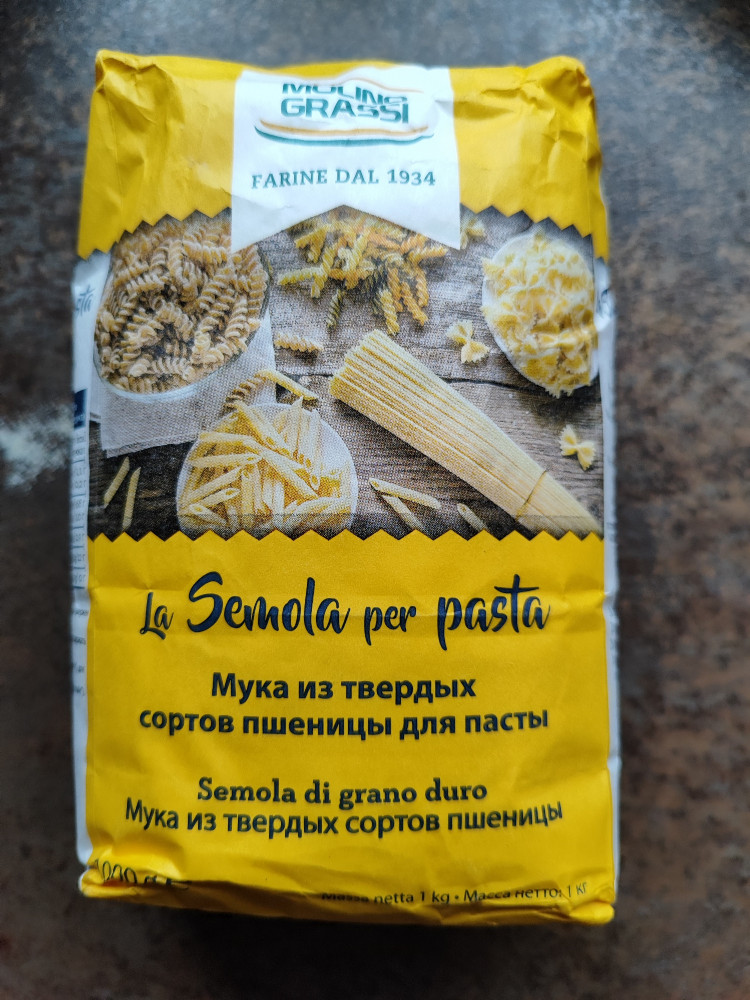 MOLINO
GRASSI
FARINE DAL 1934
La Semola per pasta
Мука из твердых
сортов пшеницы для пасты
Semola di grano duro
Мука из твердых сортов пшеницы
Massa netta 1 kg • Масса нетто: 1 кг